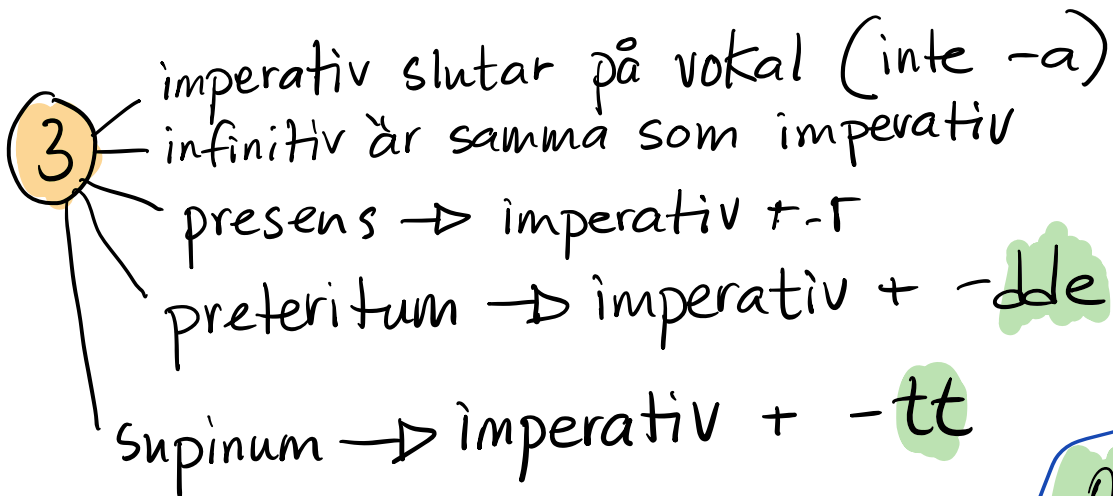 3
imperativ slutar på vokal (inte -a)
infinitiv är samma som imperativ
presens → imperativ + -r
preteritum → imperativ + -dde
supinum → imperativ + -tt